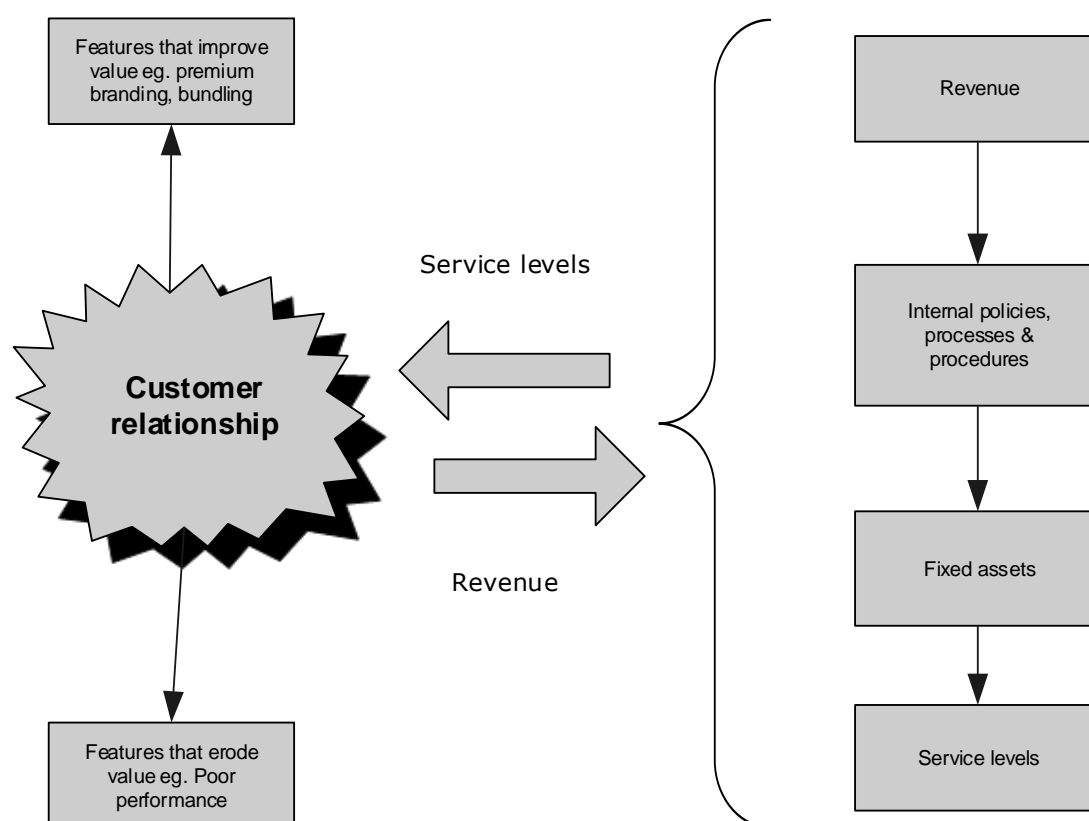 Features that improve
value eg. premium
branding, bundling
Customer
relationship
Features that erode
value eg. Poor
performance
Service levels
Revenue
Revenue
Internal policies,
processes &
procedures
Fixed assets
Service levels